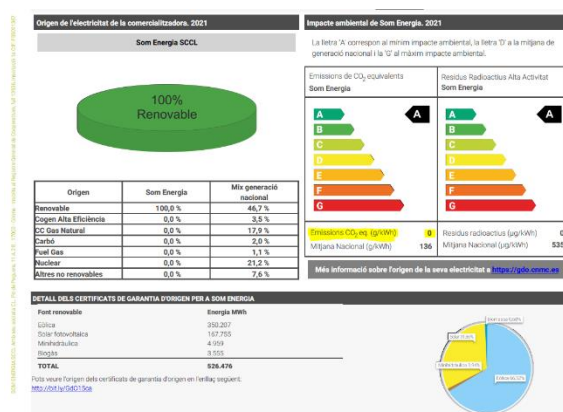 Origen de l'electricitat de la comercialitzadora. 2021
Som Energia SCCL
100%
Renovable
Origen Som Energia Mix generació nacional
Renovable 100,0 % 46,7 %
Cogen Alta Eficiència 0,0 % 3,5 %
CC Gas Natural 0,0 % 17,9 %
Carbó 0,0 % 2,0 %
Fuel Gas 0,0 % 1,1 %
Nuclear 0,0 % 21,2 %
Altres no renovables 0,0 % 7,6 %
Impacte ambiental de Som Energia. 2021
La lletra 'A' correspon al mínim impacte ambiental, la lletra 'D' a la mitjana de
generació nacional i la 'G' al màxim impacte ambiental.
Emissions de CO2 equivalents
Som Energia
A
A
B
C
D
E
F
G
Emissions CO2 eq. (g/kWh) 0
Mitjana Nacional (g/kWh) 136
Residus Radioactius Alta Activitat
Som Energia
A
A
B
C
D
E
F
G
Residus radioactius (µg/kWh) 0
Mitjana Nacional (µg/kWh) 535
Més informació sobre l'origen de la seva electricitat a https://gdo.cnmc.es
DETALL DELS CERTIFICATS DE GARANTIA D'ORIGEN PER A SOM ENERGIA
Font renovable Energia MWh
Eòlica 350.207
Solar fotovoltaica 167.755
Minihidràulica 4.959
Biogàs 3.555
TOTAL 526.476
Pots veure l'origen dels certificats de garantia d'origen en l'enllaç següent.